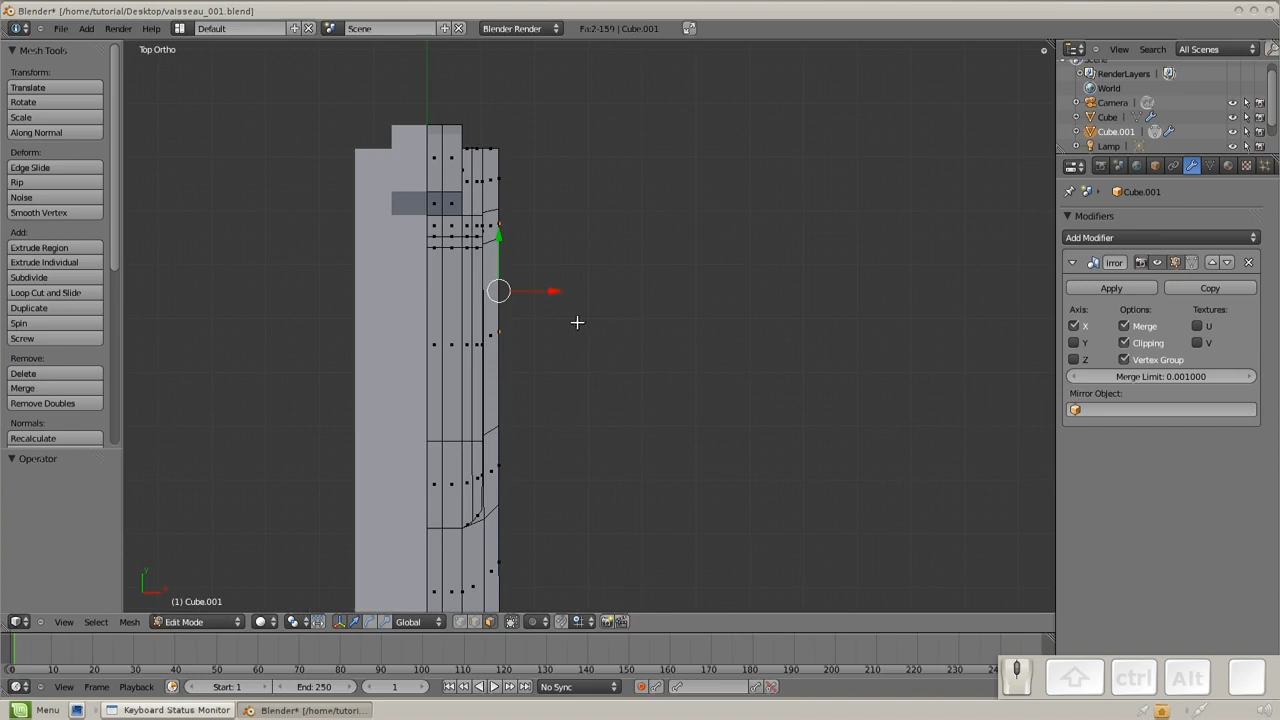 Blender* [/home/tutorial/Desktop/vaisseau_001.blend]
File Add Render Help Default Scene Blender Render Fa:2-159 | Cube.001
Mesh Tools
Transform:
Translate
Rotate
Scale
Along Normal
Deform:
Edge Slide
Rip
Noise
Smooth Vertex
Add:
Extrude Region
Extrude Individual
Subdivide
Loop Cut and Slide
Duplicate
Spin
Screw
Remove:
Delete
Merge
Remove Doubles
Normals:
Recalculate
Operator
Top Ortho
y
x
(1) Cube.001
View Search All Scenes
RenderLayers
World
Camera
Cube
Cube.001
Lamp
Cube.001
Modifiers
Add Modifier
irror
Apply Copy
Axis: Options: Textures:
X Merge U
Y Clipping V
Z Vertex Group
Merge Limit: 0.001000
Mirror Object:
View Select Mesh Edit Mode Global
0 10 20 30 40 50 60 70 80 90 100 110 120 130 140 150 160 170 180 190 200 210 220 230 24
View Frame Playback Start: 1 End: 250 1 No Sync
ctrl Alt
Menu Keyboard Status Monitor Blender* [/home/tutori...